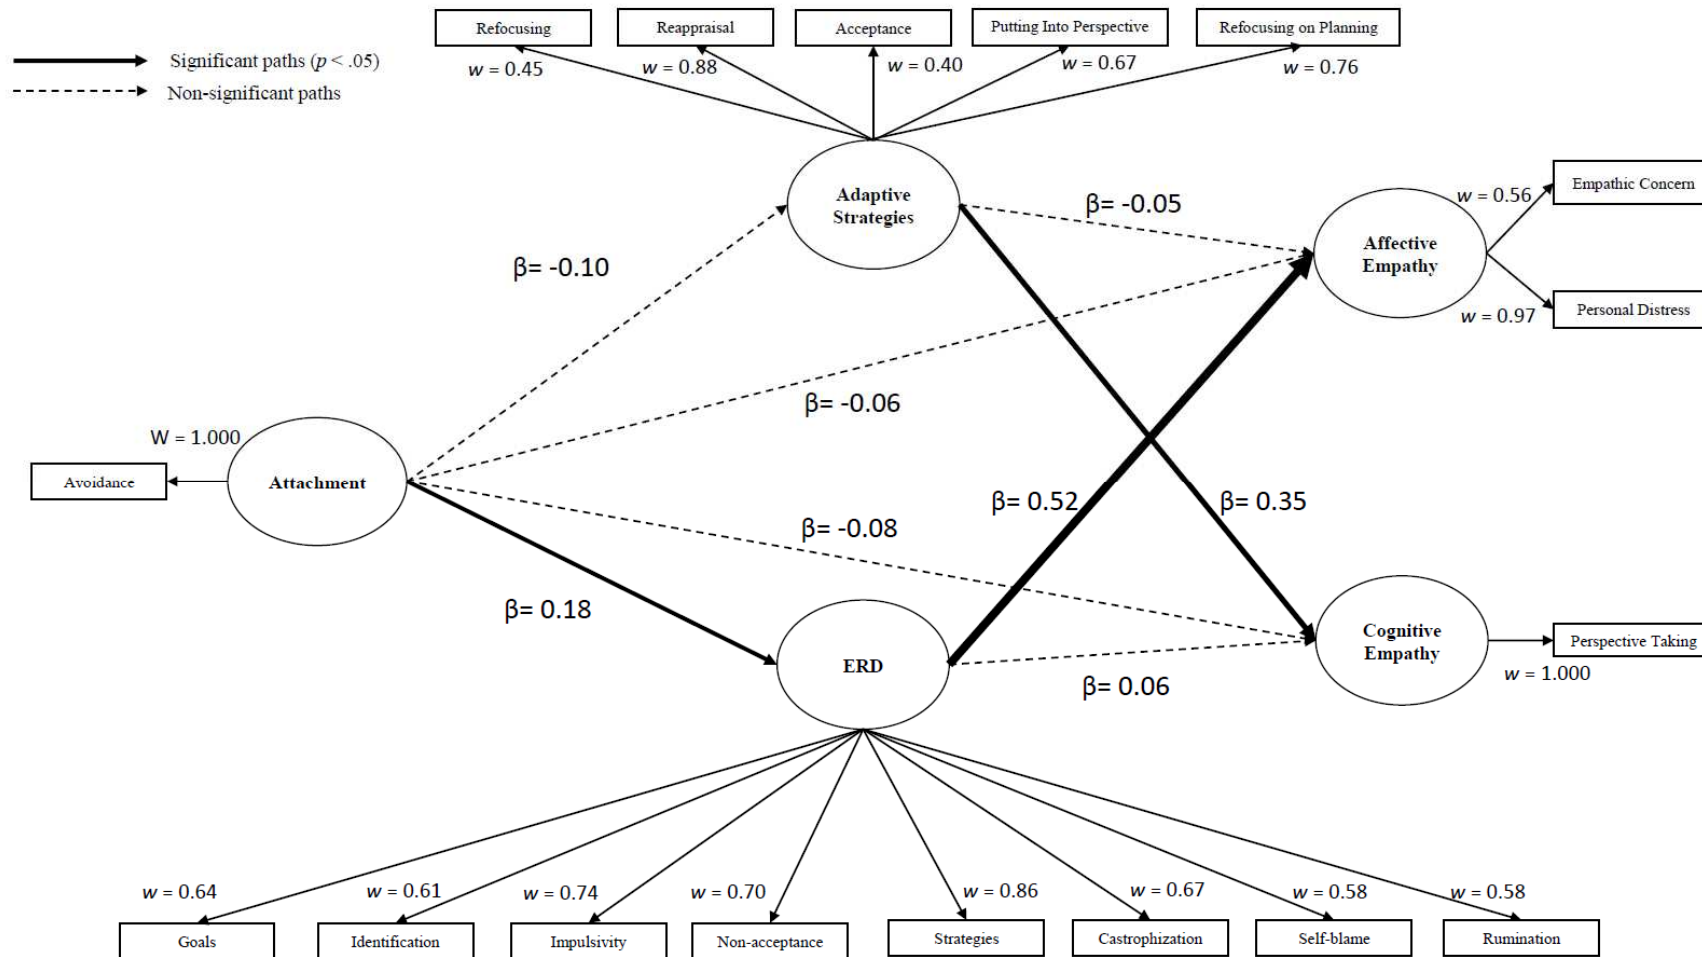 Refocusing
Reappraisal
Acceptance
Putting Into Perspective
Refocusing on Planning
Significant paths (p < .05)
Non-significant paths
w = 0.45
w = 0.88
w = 0.40
w = 0.67
w = 0.76
Adaptive
Strategies
Empathic Concern
w = 0.56
β= -0.05
Affective
Empathy
β= -0.10
Personal Distress
w = 0.97
β= -0.06
W = 1.000
Avoidance
Attachment
β= 0.52
β= 0.35
β= -0.08
β= 0.18
Cognitive
Empathy
Perspective Taking
w = 1.000
ERD
β= 0.06
w = 0.64
w = 0.61
w = 0.74
w = 0.70
w = 0.86
w = 0.67
w = 0.58
w = 0.58
Goals
Identification
Impulsivity
Non-acceptance
Strategies
Castrophization
Self-blame
Rumination